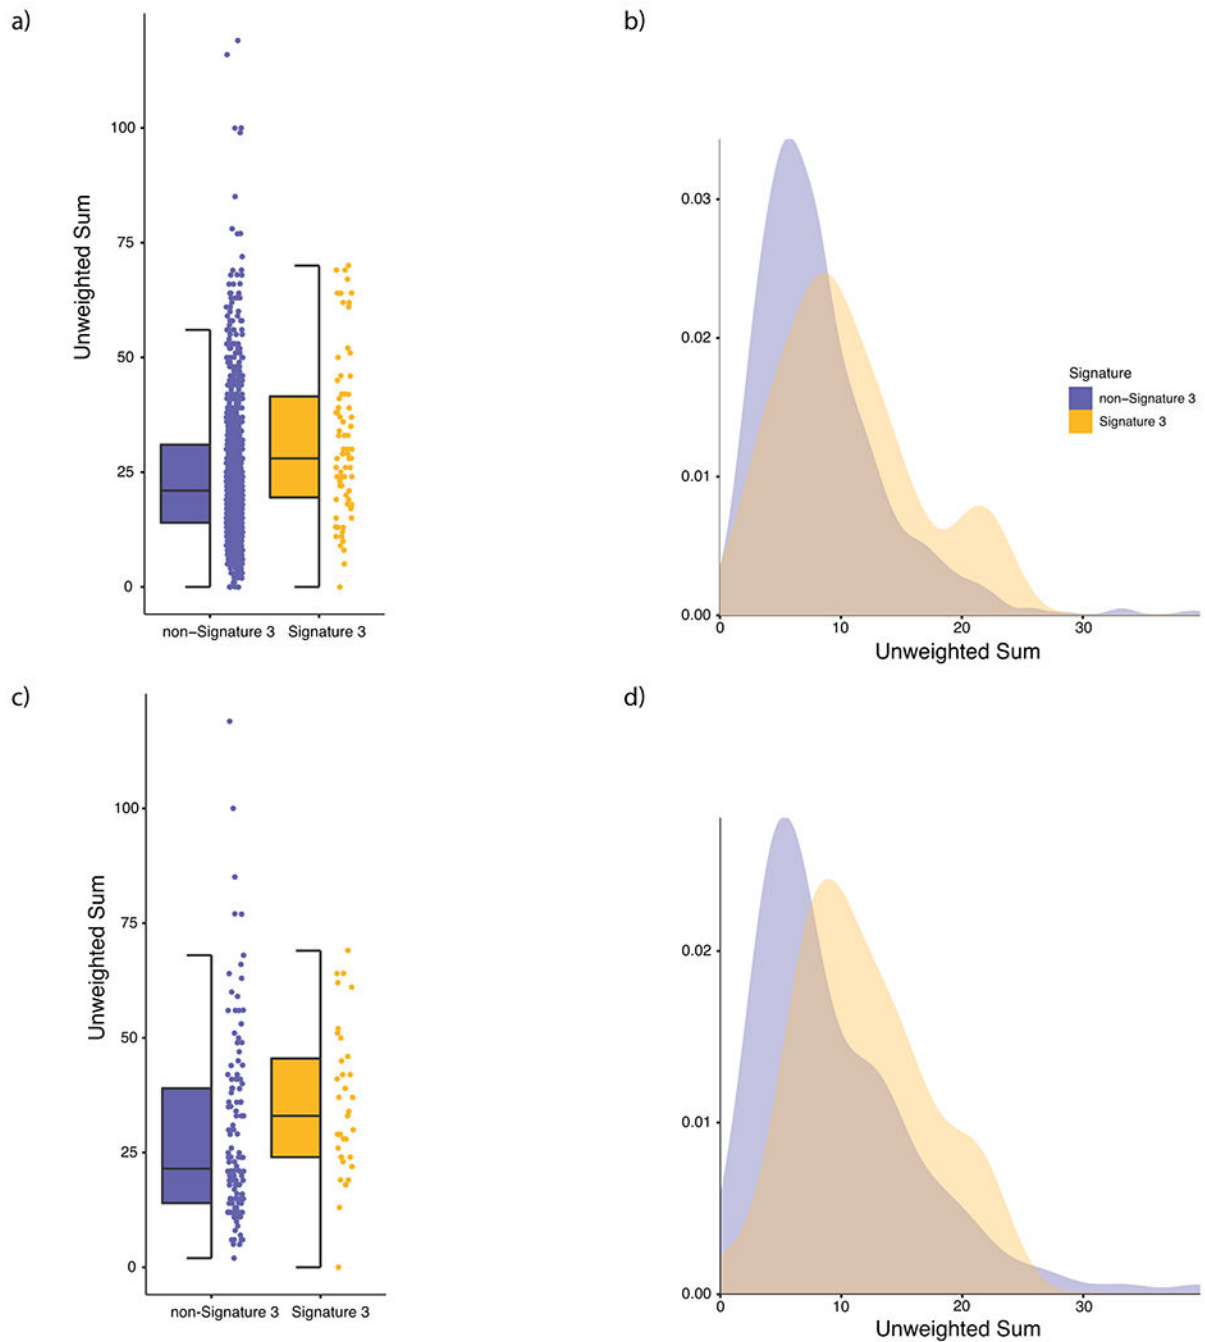 a)
Unweighted Sum
100
75
50
25
0
non–Signature 3
Signature 3
b)
0.03
0.02
0.01
0.00
0
10
20
30
Unweighted Sum
Signature
non–Signature 3
Signature 3
c)
Unweighted Sum
100
75
50
25
0
non-Signature 3
Signature 3
d)
0.02
0.01
0.00
0
10
20
30
Unweighted Sum